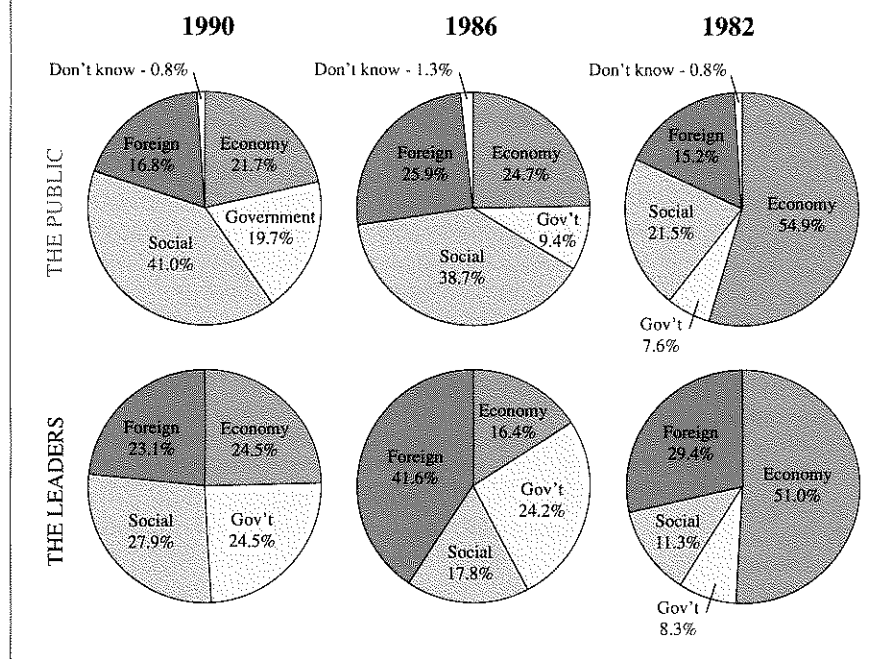 1990
1986
1982
THE PUBLIC
Don't know - 0.8%
Foreign
16.8%
Economy
21.7%
Government
19.7%
Social
41.0%
Don't know - 1.3%
Foreign
25.9%
Economy
24.7%
Gov't
9.4%
Social
38.7%
Don't know - 0.8%
Foreign
15.2%
Economy
54.9%
Social
21.5%
Gov't
7.6%
THE LEADERS
Foreign
23.1%
Economy
24.5%
Social
27.9%
Gov't
24.5%
Foreign
41.6%
Economy
16.4%
Gov't
24.2%
Social
17.8%
Foreign
29.4%
Economy
51.0%
Social
11.3%
Gov't
8.3%